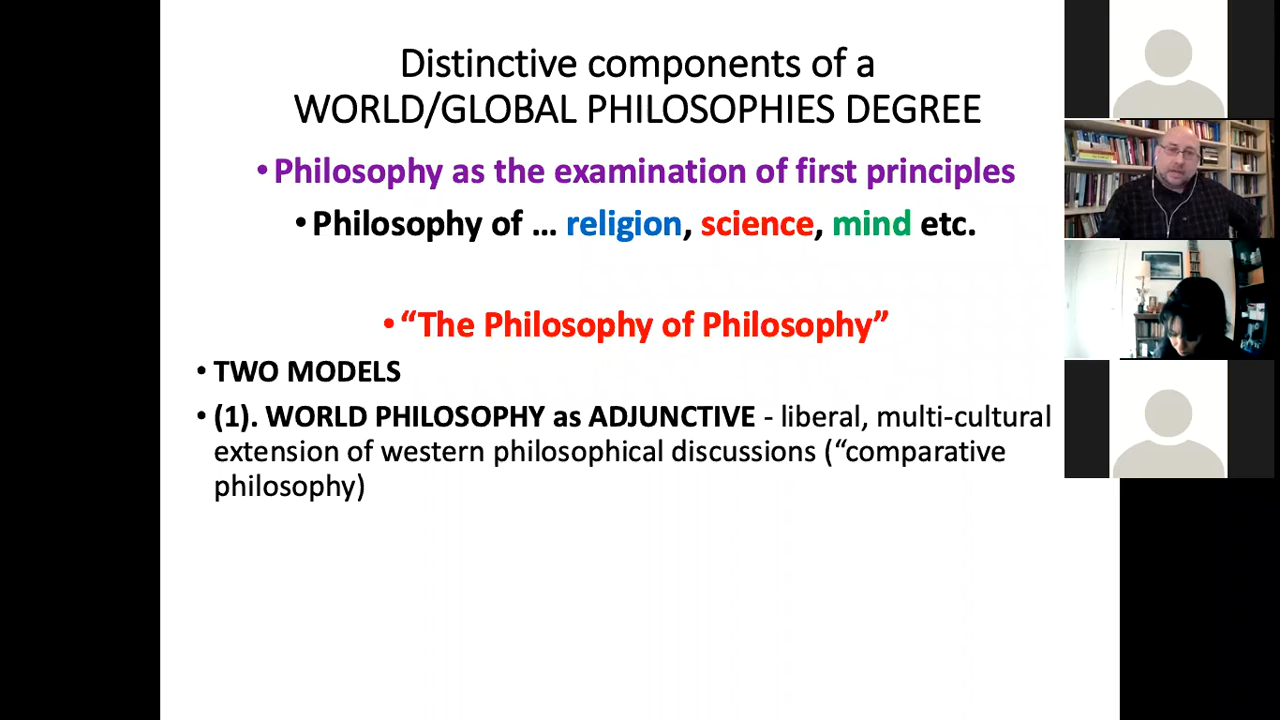 Distinctive components of a
WORLD/GLOBAL PHILOSOPHIES DEGREE
•Philosophy as the examination of first principles
•Philosophy of … religion, science, mind etc.
•“The Philosophy of Philosophy”
• TWO MODELS
• (1). WORLD PHILOSOPHY as ADJUNCTIVE - liberal, multi-cultural
extension of western philosophical discussions (“comparative
philosophy)